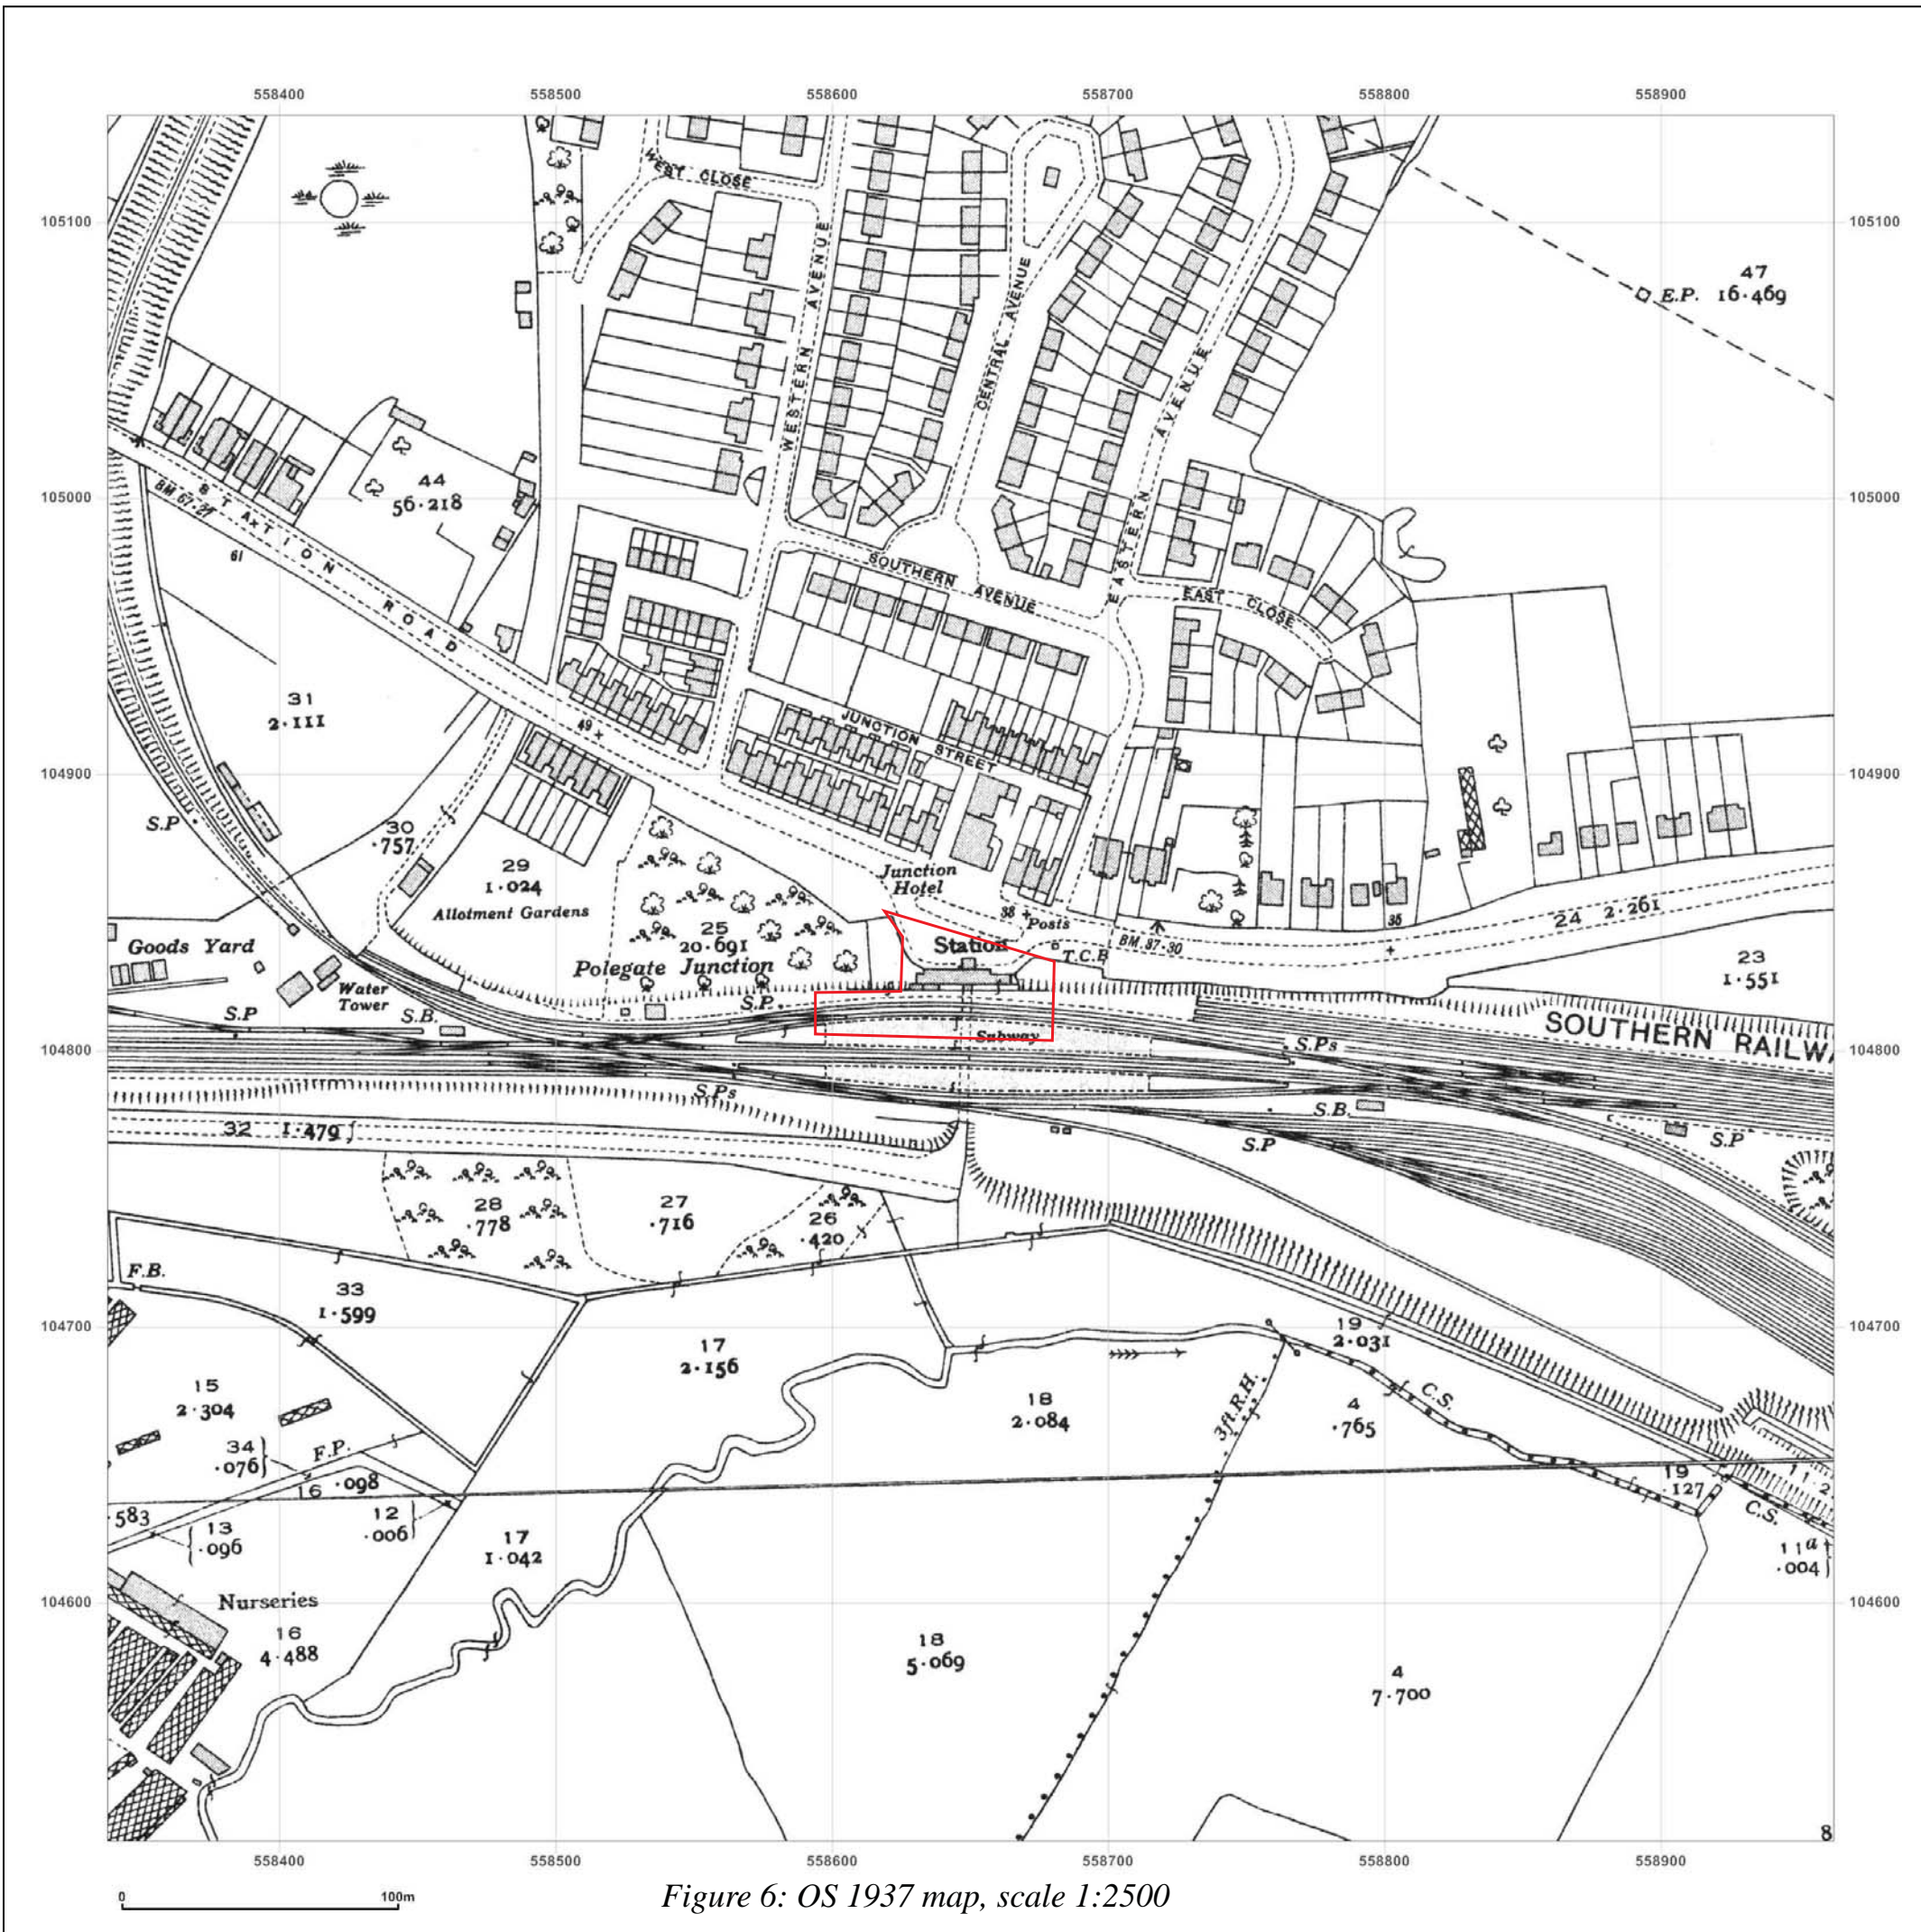 558400 558500 558600 558700 558800 558900
WEST CLOSE
105100 105100
WESTERN AVENUE
CENTRAL AVENUE
EASTERN AVENUE
47
E.P. 16·469
44
56·218
105000 105000
BM 67·27
STATION ROAD
61
SOUTHERN AVENUE
EAST CLOSE
31
2·111
49
JUNCTION STREET
104900 104900
S.P
30
·757
29
1·024
Allotment Gardens
Junction
Hotel
38
Posts
35
24 2·261
25
20·691
Station
BM 37·30
T.C.B
Goods Yard
Polegate Junction
23
1·551
Water
Tower
S.P.
S.P
S.B.
Subway
SOUTHERN RAILWA
S.Ps
104800 104800
S.Ps
S.B.
32 1·479
S.P
S.P
28
·778
27
·716
26
·420
F.B.
33
1·599
104700 104700
17
2·156
19
2·031
15
2·304
18
2·084
3ft.R.H.
4
·765
C.S.
34
·076
F.P.
16 ·098
12
·006
19
·127
11
2
C.S.
·583
13
·096
17
1·042
11a
·004
Nurseries
104600 104600
16
4·488
18
5·069
4
7·700
8
558400 558500 558600 558700 558800 558900
0 100m
Figure 6: OS 1937 map, scale 1:2500